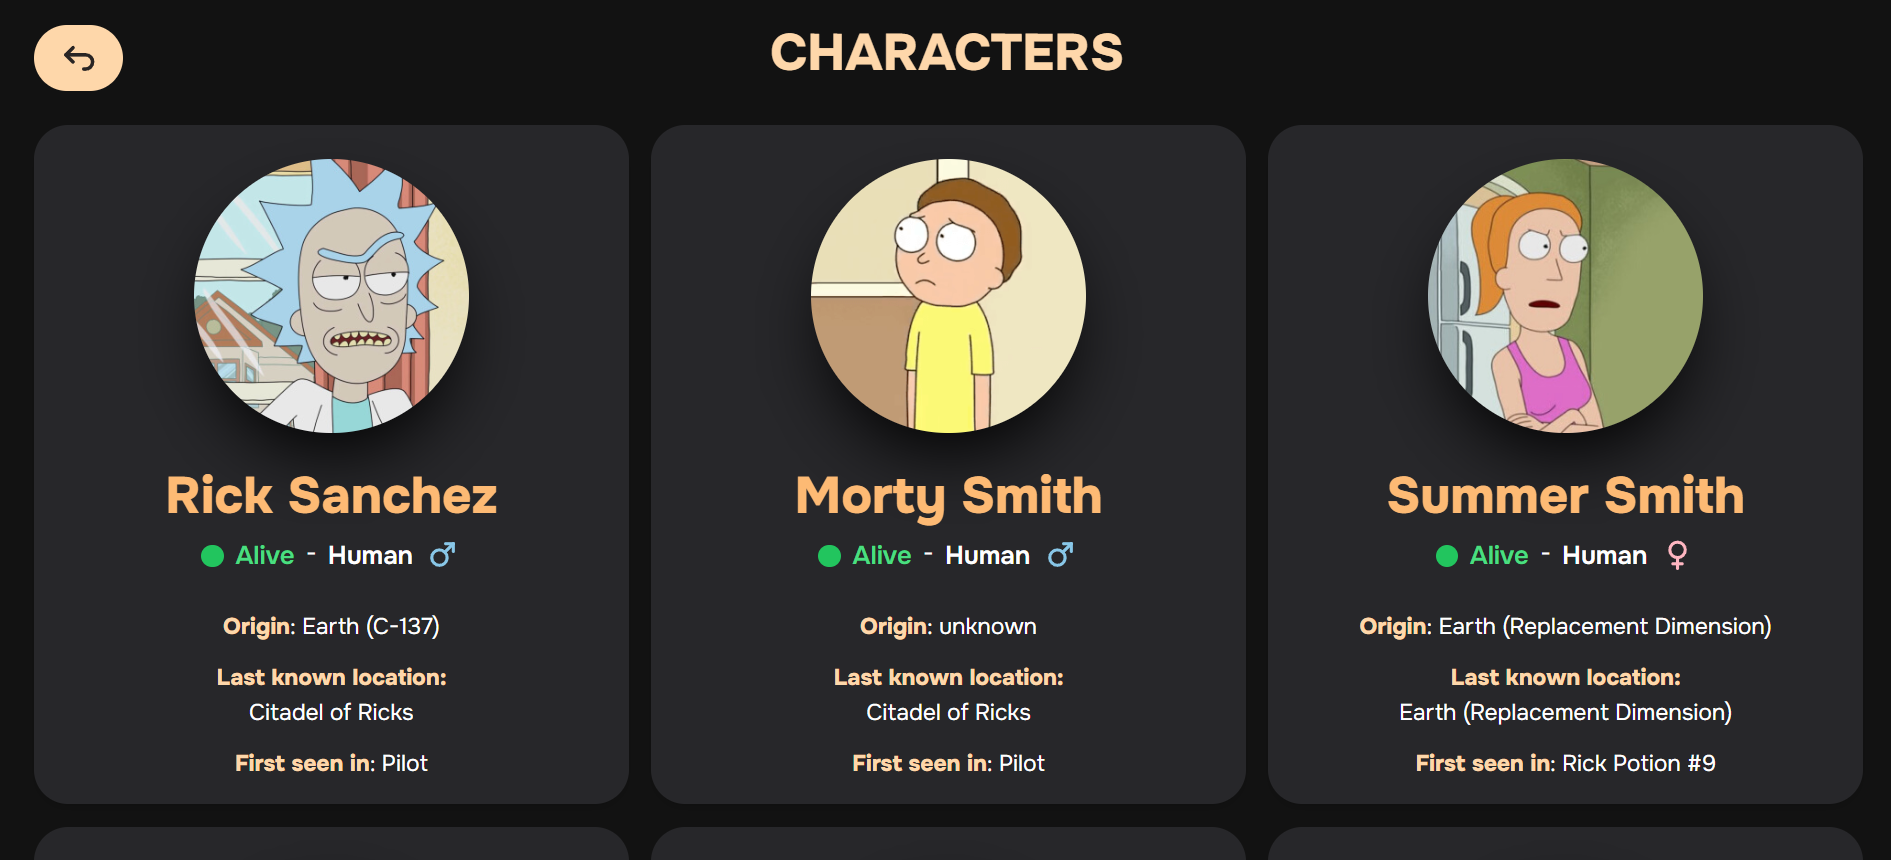 CHARACTERS
Rick Sanchez
Alive - Human
Origin: Earth (C-137)
Last known location:
Citadel of Ricks
First seen in: Pilot
Morty Smith
Alive - Human
Origin: unknown
Last known location:
Citadel of Ricks
First seen in: Pilot
Summer Smith
Alive - Human
Origin: Earth (Replacement Dimension)
Last known location:
Earth (Replacement Dimension)
First seen in: Rick Potion #9